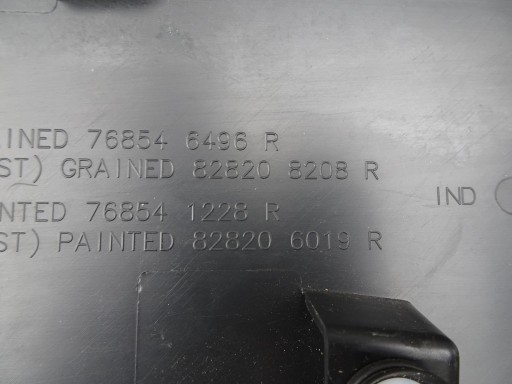 INED 76854 6496 R
ST) GRAINED 82820 8208 R
NTED 76854 1228 R
ST) PAINTED 82820 6019 R
IND